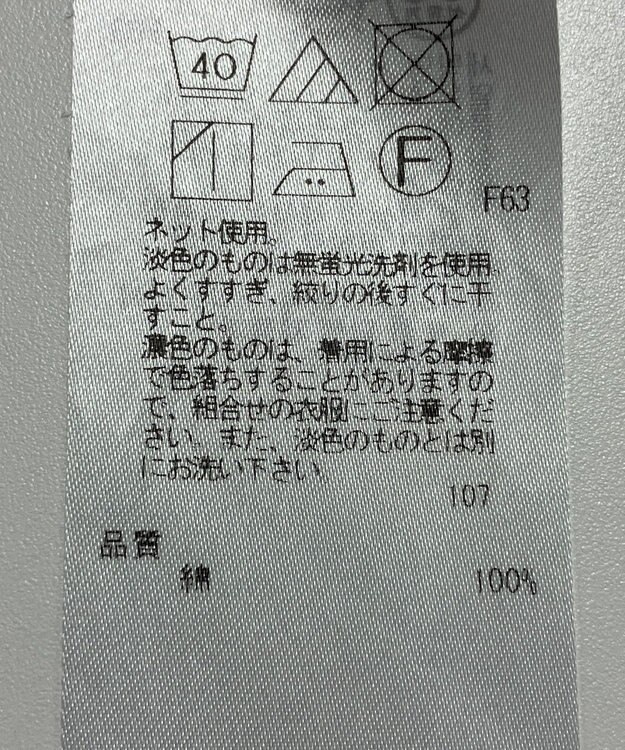 40
F
F63
ネット使用。
淡色のものは無蛍光洗剤を使用。
よくすすぎ、絞りの後すぐに干
すこと。
濃色のものは、着用による摩擦
で色落ちすることがありますの
で、組合せの衣服にご注意くだ
さい。また、淡色のものとは別
にお洗い下さい
107
品質
綿 100%